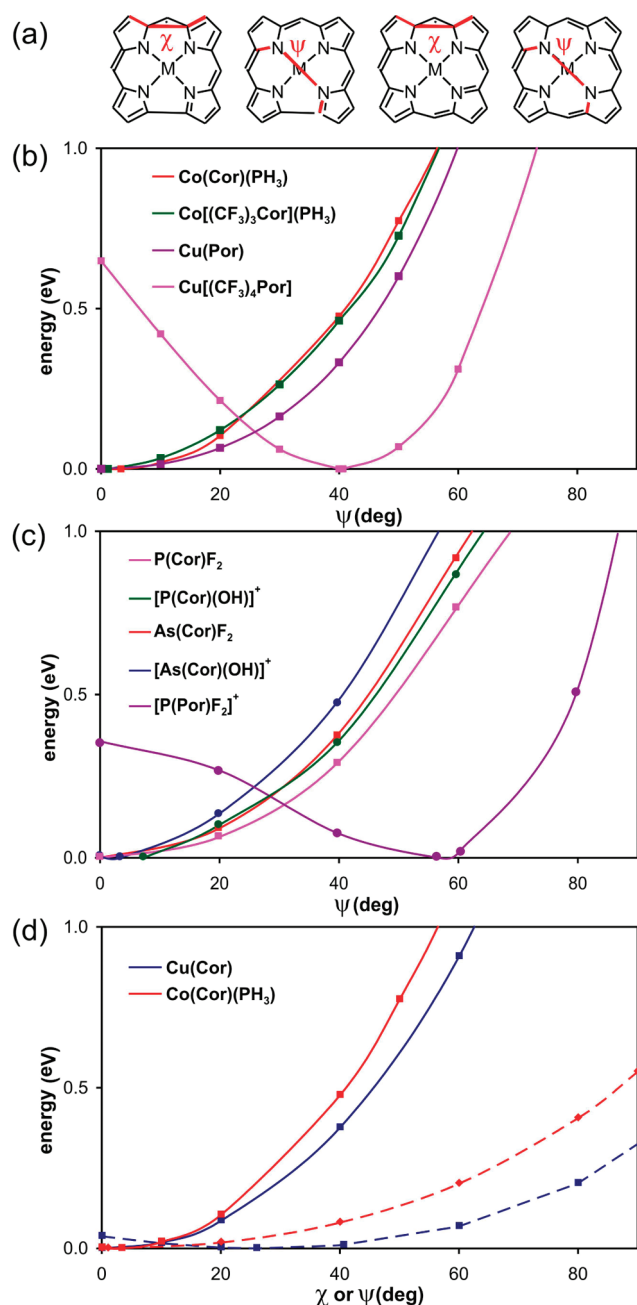 (a)
χ ψ χ ψ
N N N N N N N N
M M M M
N N N N N N N N
(b)
1.0
Co(Cor)(PH₃)
Co[(CF₃)₃Cor](PH₃)
Cu(Por)
Cu[(CF₃)₄Por]
energy (eV)
0.5
0.0
0 20 40 60 80
ψ (deg)
(c)
1.0
P(Cor)F₂
[P(Cor)(OH)]⁺
As(Cor)F₂
[As(Cor)(OH)]⁺
[P(Por)F₂]⁺
energy (eV)
0.5
0.0
0 20 40 60 80
ψ (deg)
(d)
1.0
Cu(Cor)
Co(Cor)(PH₃)
energy (eV)
0.5
0.0
0 20 40 60 80
χ or ψ (deg)